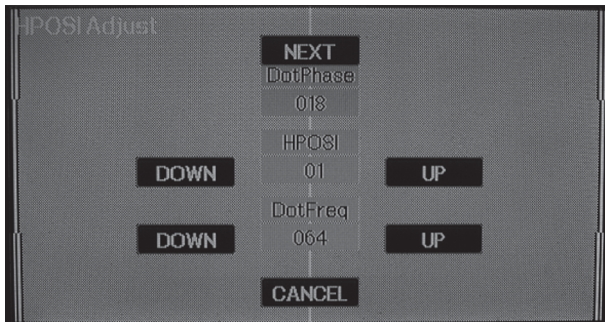 HPOSI Adjust
NEXT
DotPhase
018
HPOSI
DOWN 01 UP
DotFreq
DOWN 064 UP
CANCEL